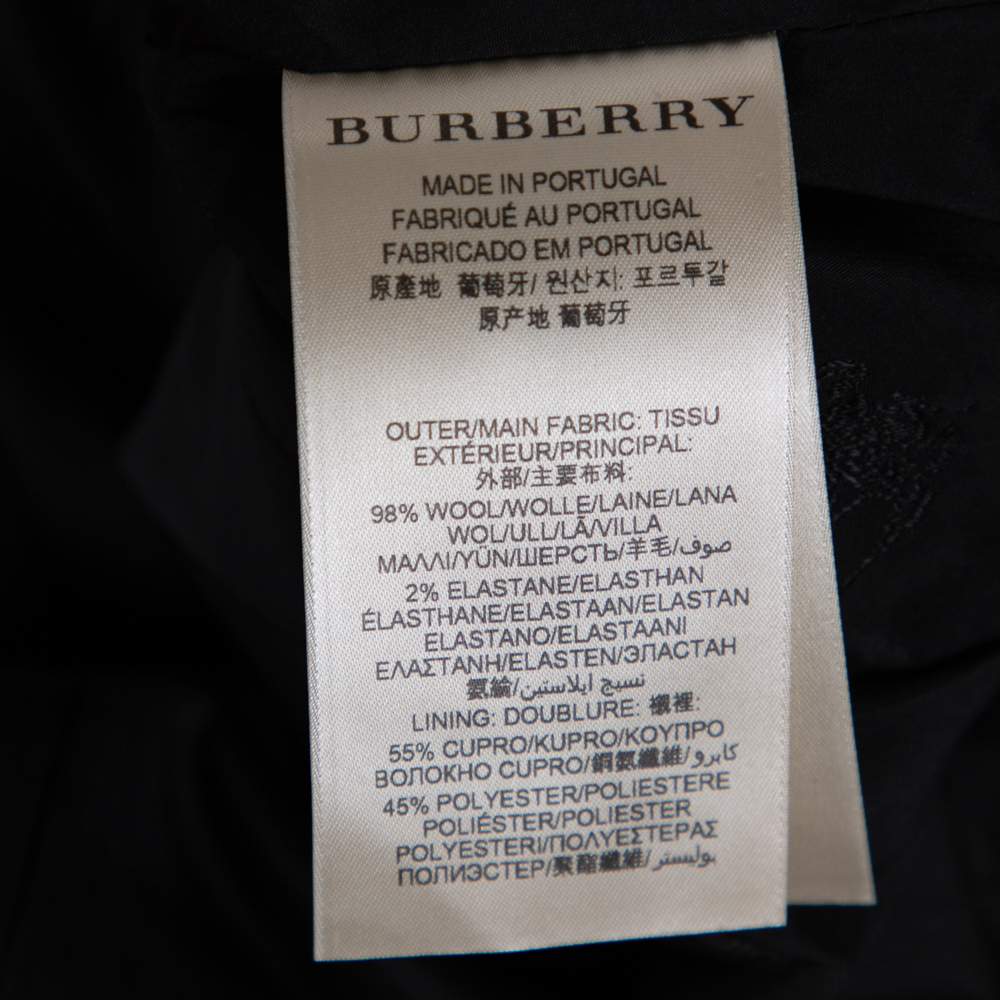 BURBERRY
MADE IN PORTUGAL
FABRIQUÉ AU PORTUGAL
FABRICADO EM PORTUGAL
原產地 葡萄牙/ 원산지: 포르투갈
原产地 葡萄牙
OUTER/MAIN FABRIC: TISSU
EXTÉRIEUR/PRINCIPAL:
外部/主要布料:
98% WOOL/WOLLE/LAINE/LANA
WOL/ULL/LÃ/VILLA
ΜΑΛΛΙ/YÜN/ШЕРСТЬ/羊毛/صوف
2% ELASTANE/ELASTHAN
ÉLASTHANE/ELASTAAN/ELASTAN
ELASTANO/ELASTAANI
ΕΛΑΣΤΑΝΗ/ELASTEN/ЭЛАСТАН
氨綸/نسيج ايلاستين
LINING: DOUBLURE: 襯裡:
55% CUPRO/KUPRO/ΚΟΥΠΡΟ
ВОЛОКНО CUPRO/銅氨纖維/كابرو
45% POLYESTER/POLIESTERE
POLIÉSTER/POLIESTER
POLYESTERI/ΠΟΛΥΕΣΤΕΡΑΣ
ПОЛИЭСТЕР/聚酯纖維/بوليستر